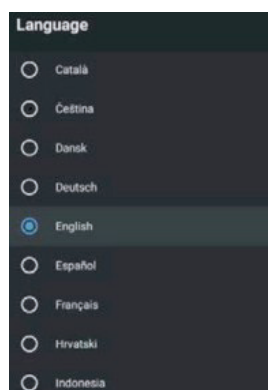 Language
Català
Čeština
Dansk
Deutsch
English
Español
Français
Hrvatski
Indonesia